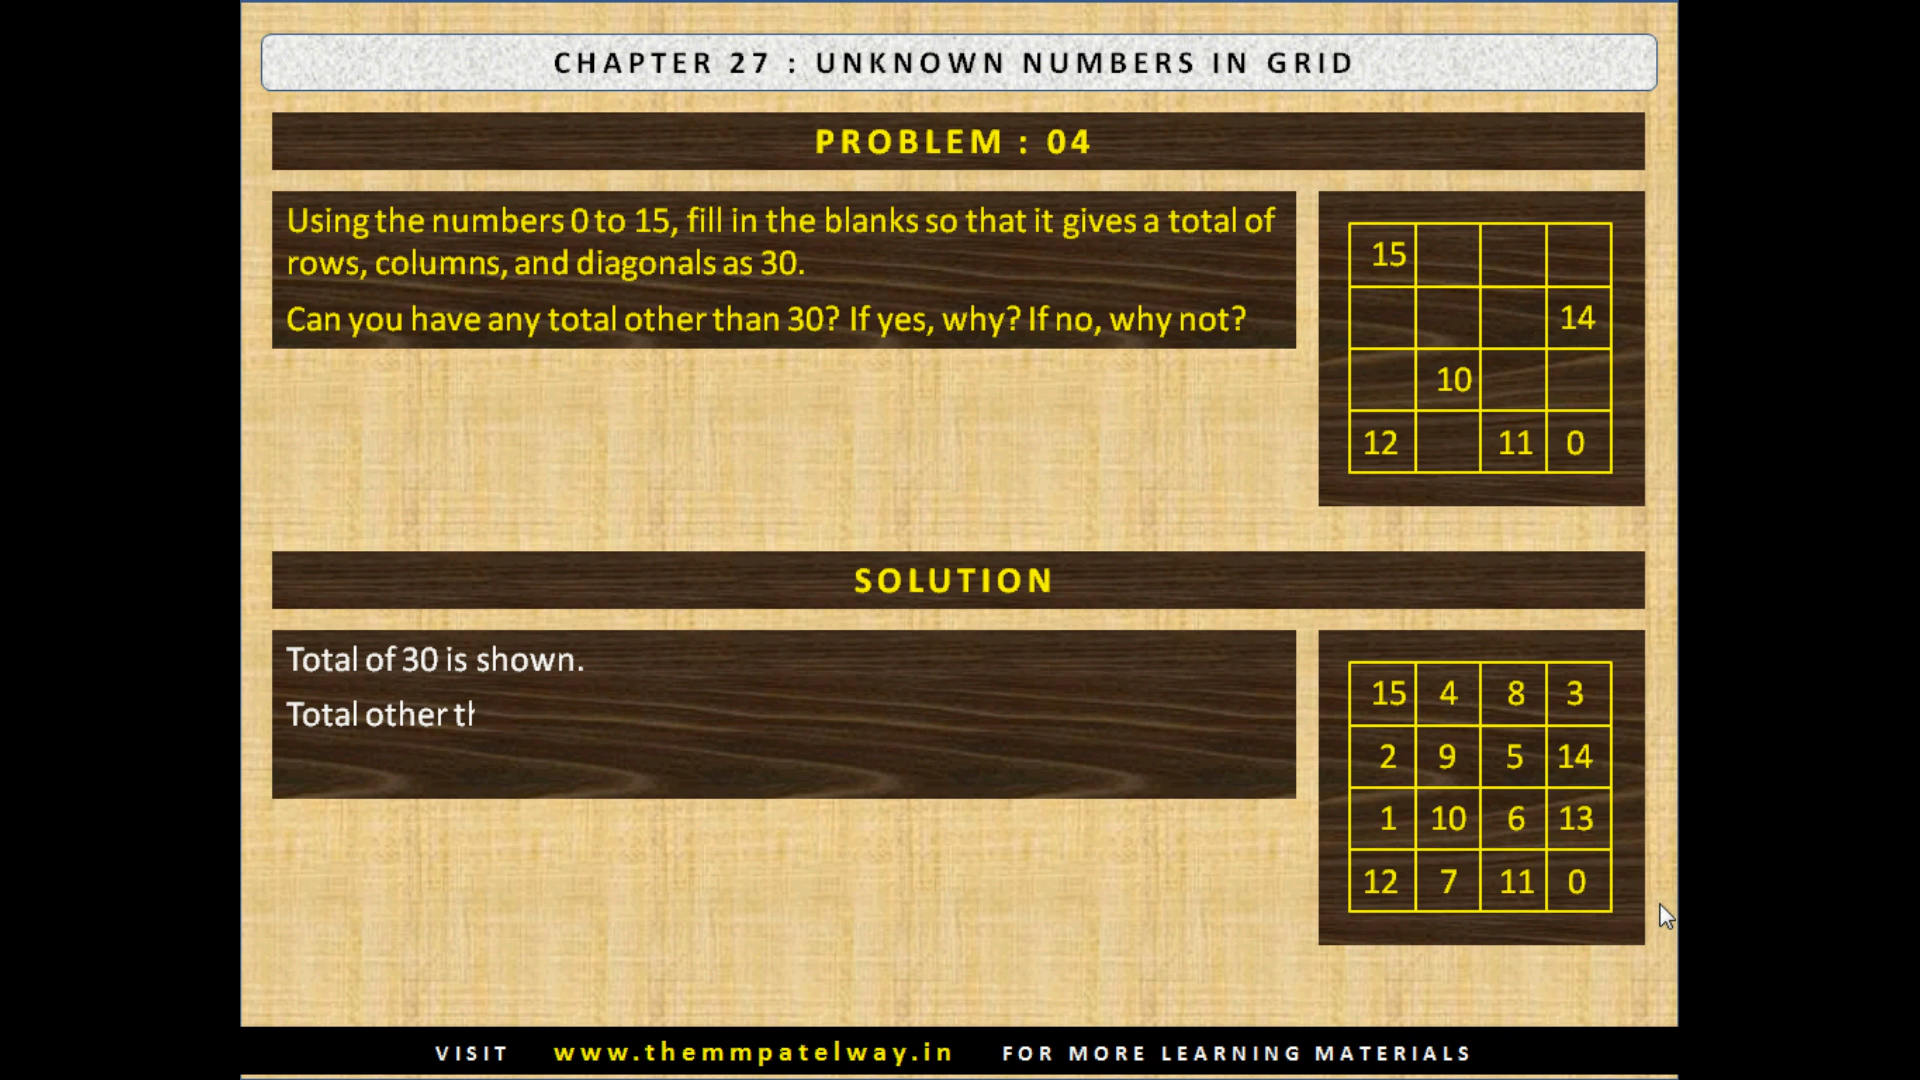 CHAPTER 27 : UNKNOWN NUMBERS IN GRID
PROBLEM : 04
Using the numbers 0 to 15, fill in the blanks so that it gives a total of
rows, columns, and diagonals as 30.
Can you have any total other than 30? If yes, why? If no, why not?
15
14
10
12 11 0
SOLUTION
Total of 30 is shown.
Total other th
15 4 8 3
2 9 5 14
1 10 6 13
12 7 11 0
VISIT www.themmpatelway.in FOR MORE LEARNING MATERIALS